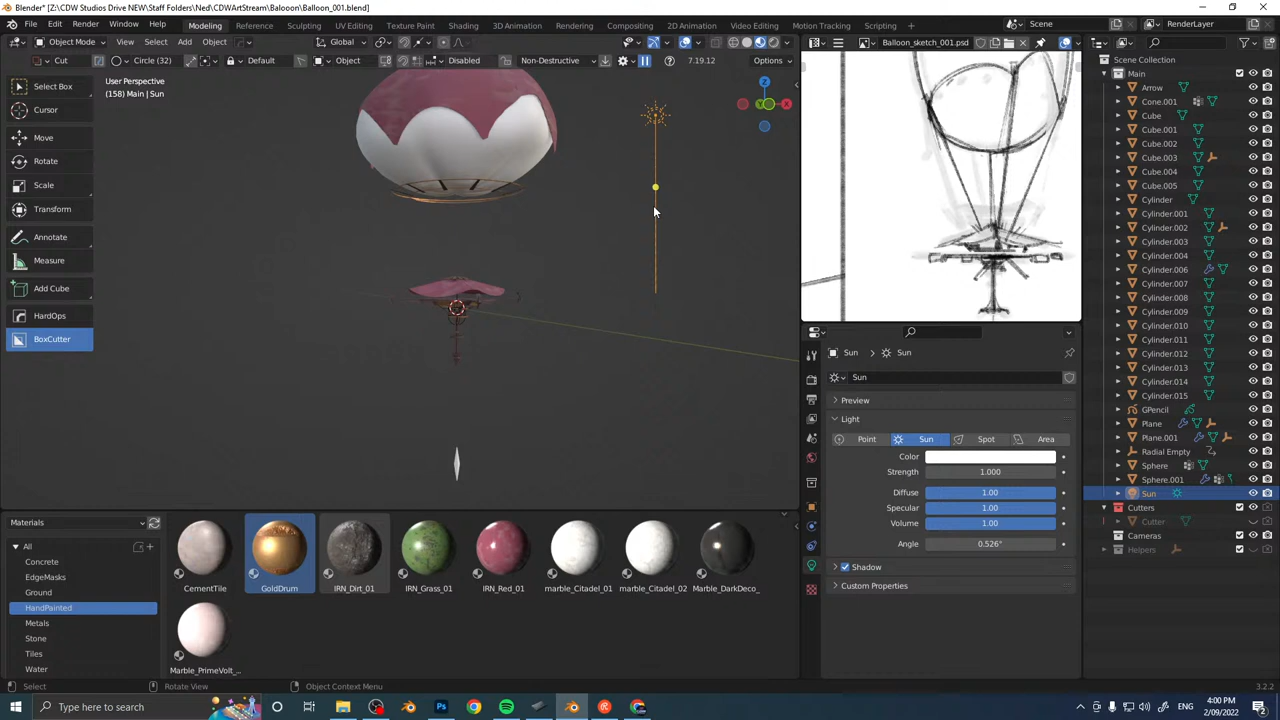 Blender* [Z:\CDW Studios Drive NEW\Staff Folders\Ned\CDWArtStream\Balooon\Balloon_001.blend]
File Edit Render Window Help Modeling Reference Sculpting UV Editing Texture Paint Shading 3D Animation Rendering Compositing 2D Animation Video Editing Scripting Scene RenderLayer
Object Mode View Select Add Object Global Balloon_sketch_001.psd
Cut Circle (32) Default Object Disabled Non-Destructive 7.19.12 Options
Scene Collection
Main
Arrow
Cone.001
Cube
Cube.001
Cube.002
Cube.003
Cube.004
Cube.005
Cylinder
Cylinder.001
Cylinder.002
Cylinder.003
Cylinder.004
Cylinder.006
Cylinder.007
Cylinder.008
Cylinder.009
Cylinder.010
Cylinder.011
Cylinder.012
Cylinder.013
Cylinder.014
Cylinder.015
GPencil
Plane
Plane.001
Radial Empty
Sphere
Sphere.001
Sun
Cutters
Cutter
Cameras
Helpers
User Perspective
(158) Main | Sun
Select Box
Cursor
Move
Rotate
Scale
Transform
Annotate
Measure
Add Cube
HardOps
BoxCutter
Z
X
Y
Sun > Sun
Sun
Preview
Light
Point Sun Spot Area
Color
Strength 1.000
Diffuse 1.00
Specular 1.00
Volume 1.00
Angle 0.526°
Shadow
Custom Properties
Materials
All
Concrete
EdgeMasks
Ground
HandPainted
Metals
Stone
Tiles
Water
CementTile GoldDrum IRN_Dirt_01 IRN_Grass_01 IRN_Red_01 marble_Citadel_01 marble_Citadel_02 Marble_DarkDeco_
Marble_PrimeVolt_...
Select Rotate View Object Context Menu 3.2.2
Type here to search Ps ENG 4:00 PM
2/09/2022